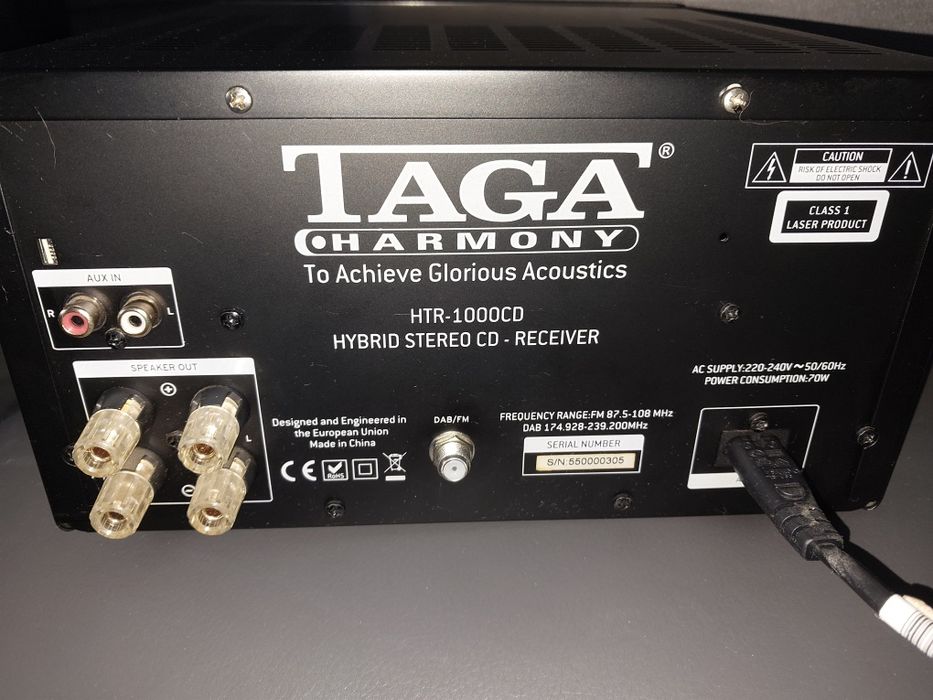 TAGA®
HARMONY
To Achieve Glorious Acoustics
HTR-1000CD
HYBRID STEREO CD - RECEIVER
CAUTION
RISK OF ELECTRIC SHOCK
DO NOT OPEN
CLASS 1
LASER PRODUCT
AUX IN
R
L
SPEAKER OUT
+
L
-
Designed and Engineered in
the European Union
Made in China
CE
RoHS
DAB/FM
FREQUENCY RANGE:FM 87.5-108 MHz
DAB 174.928-239.200MHz
SERIAL NUMBER
S/N:550000305
AC SUPPLY:220-240V~50/60Hz
POWER CONSUMPTION:70W